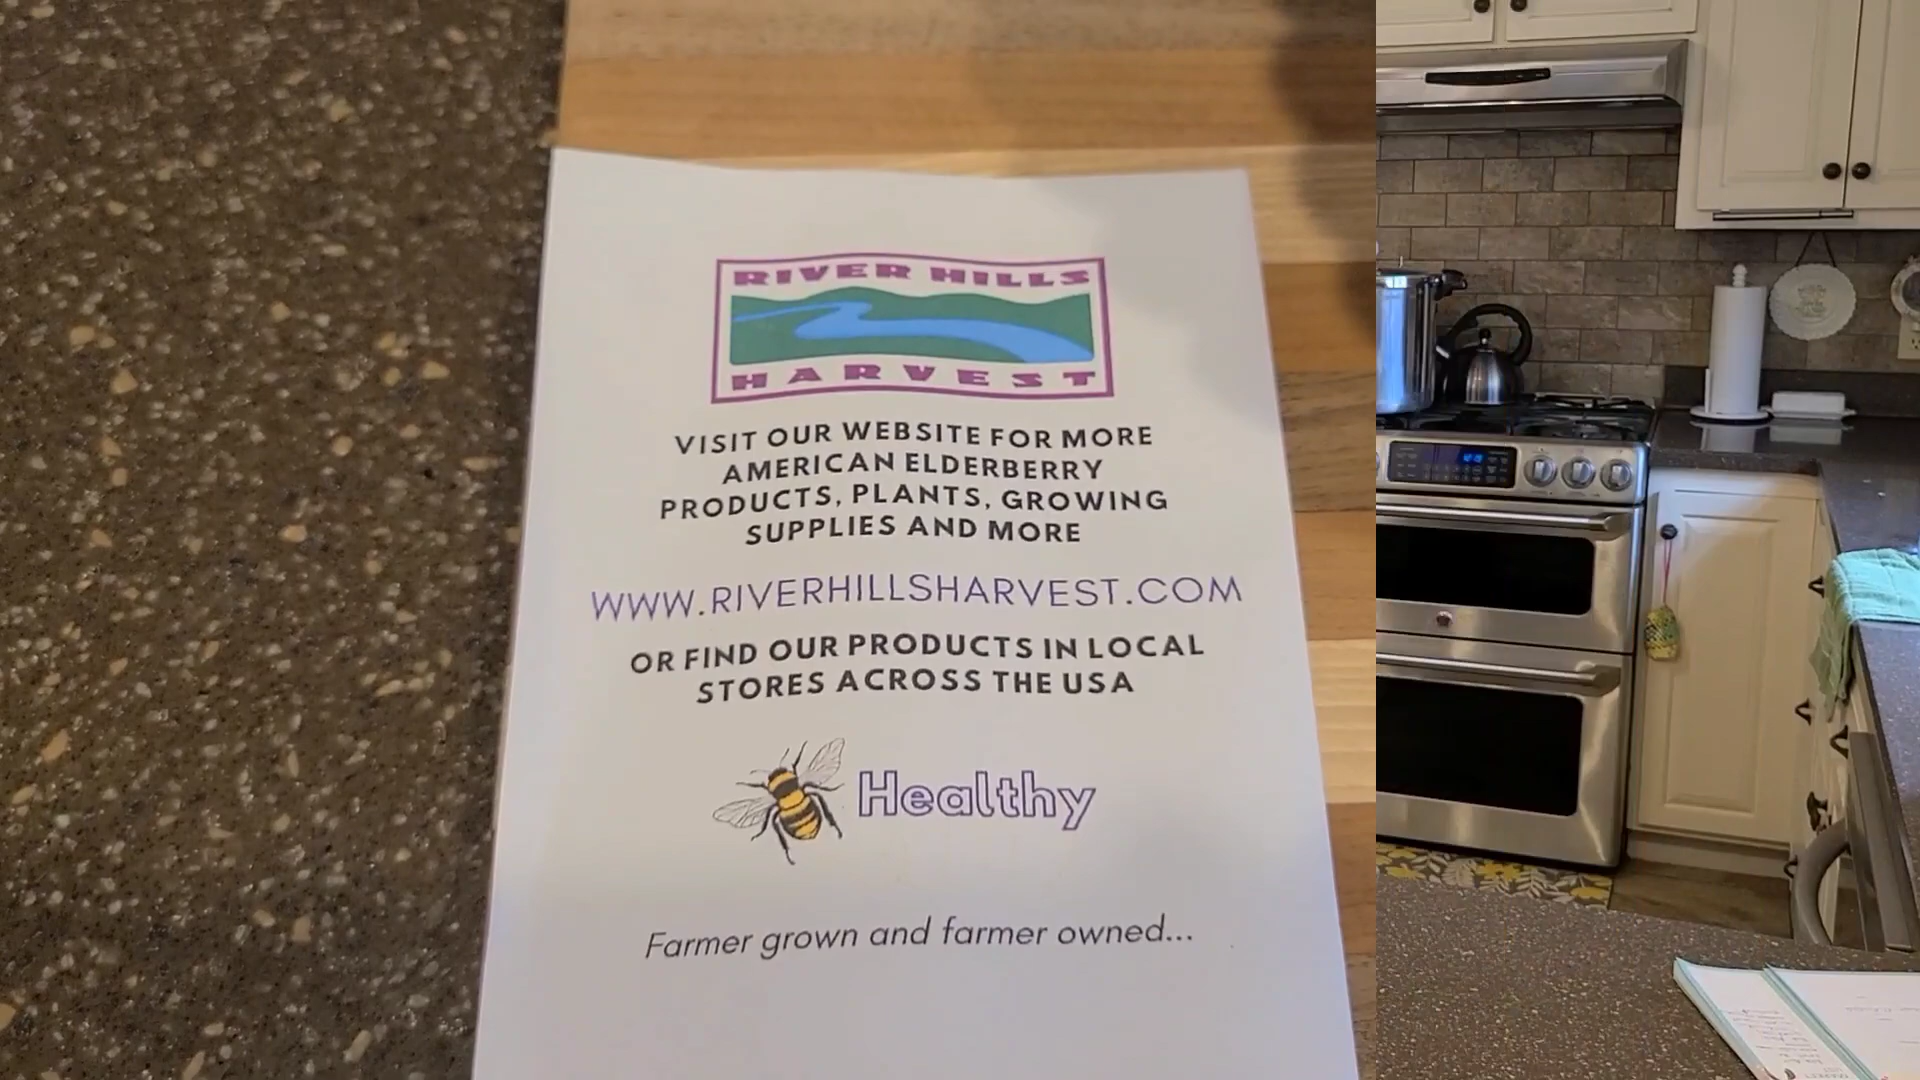 RIVER HILLS
HARVEST
VISIT OUR WEBSITE FOR MORE
AMERICAN ELDERBERRY
PRODUCTS, PLANTS, GROWING
SUPPLIES AND MORE
WWW.RIVERHILLSHARVEST.COM
OR FIND OUR PRODUCTS IN LOCAL
STORES ACROSS THE USA
Healthy
Farmer grown and farmer owned...